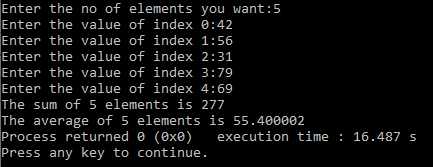 Enter the no of elements you want:5
Enter the value of index 0:42
Enter the value of index 1:56
Enter the value of index 2:31
Enter the value of index 3:79
Enter the value of index 4:69
The sum of 5 elements is 277
The average of 5 elements is 55.400002
Process returned 0 (0x0)   execution time : 16.487 s
Press any key to continue.